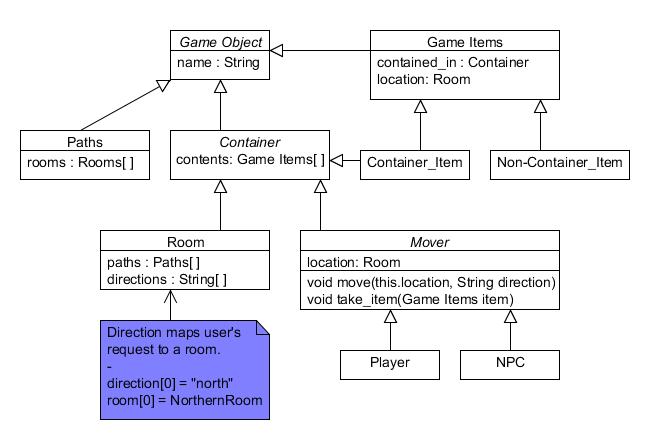 Game Object
name : String
Game Items
contained_in : Container
location: Room
Paths
rooms : Rooms[ ]
Container
contents: Game Items[ ]
Container_Item
Non-Container_Item
Room
paths : Paths[ ]
directions : String[ ]
Mover
location: Room
void move(this.location, String direction)
void take_item(Game Items item)
Direction maps user's
request to a room.
-
direction[0] = "north"
room[0] = NorthernRoom
Player
NPC